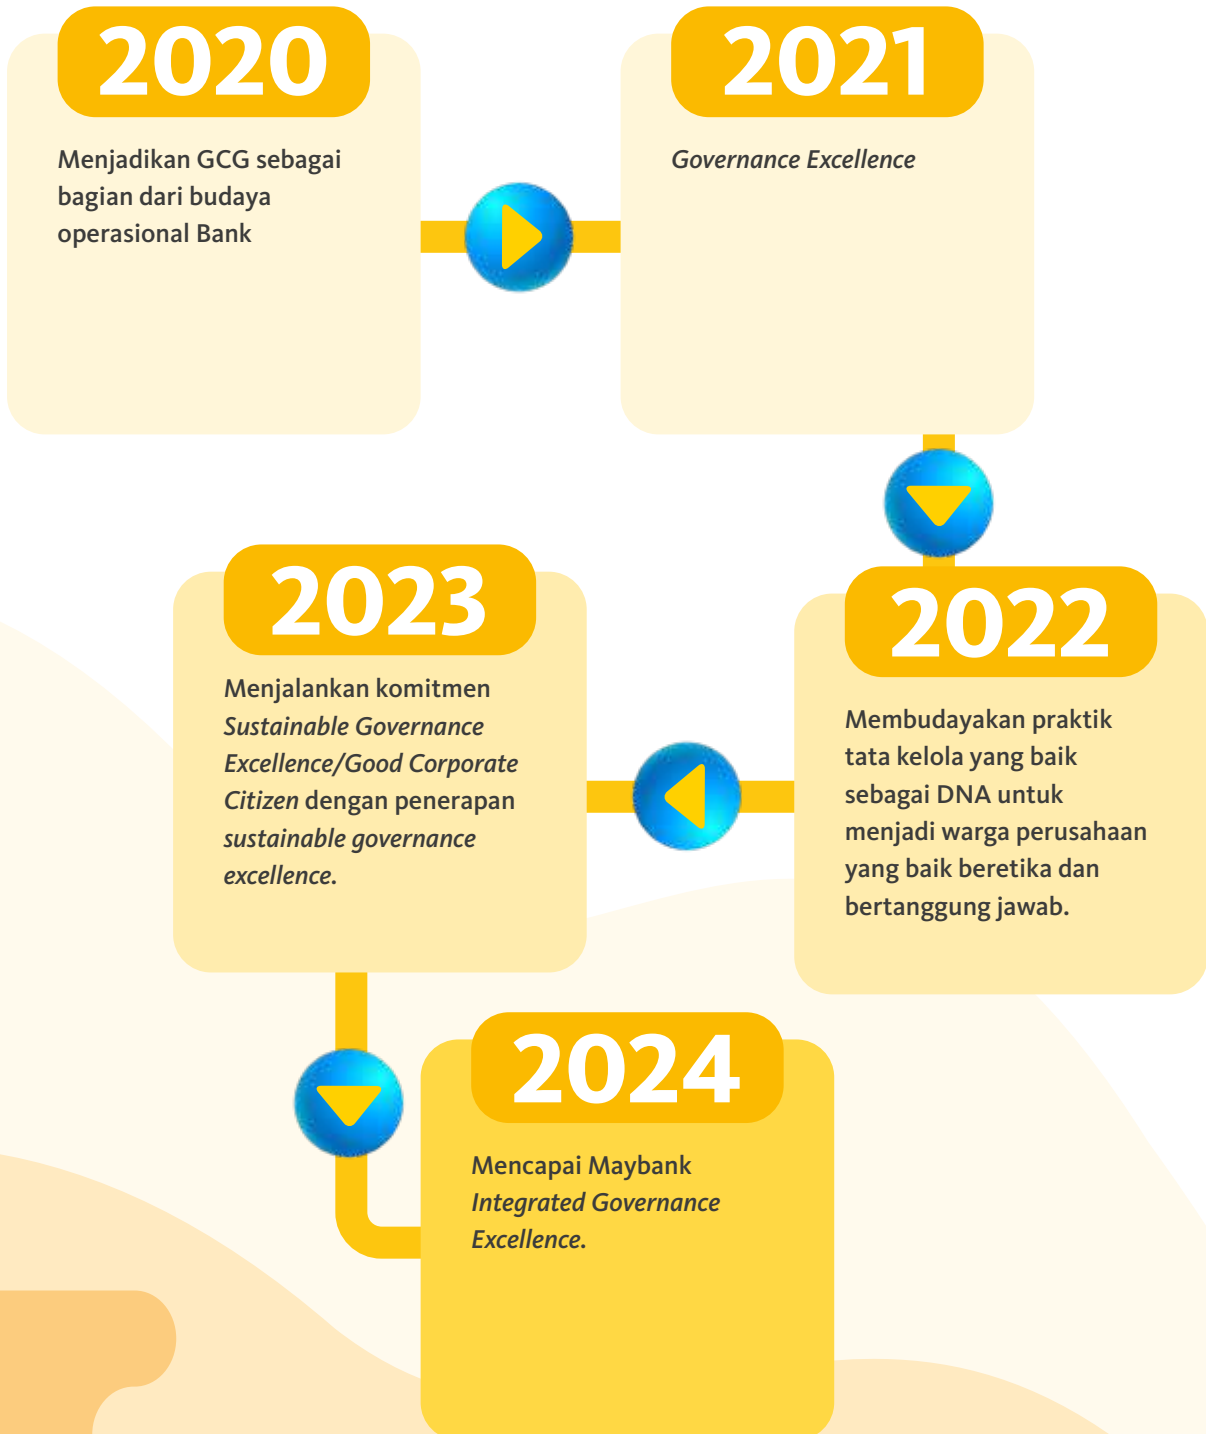 2020
Menjadikan GCG sebagai
bagian dari budaya
operasional Bank
2021
Governance Excellence
2022
Membudayakan praktik
tata kelola yang baik
sebagai DNA untuk
menjadi warga perusahaan
yang baik beretika dan
bertanggung jawab.
2023
Menjalankan komitmen
Sustainable Governance
Excellence/Good Corporate
Citizen dengan penerapan
sustainable governance
excellence.
2024
Mencapai Maybank
Integrated Governance
Excellence.